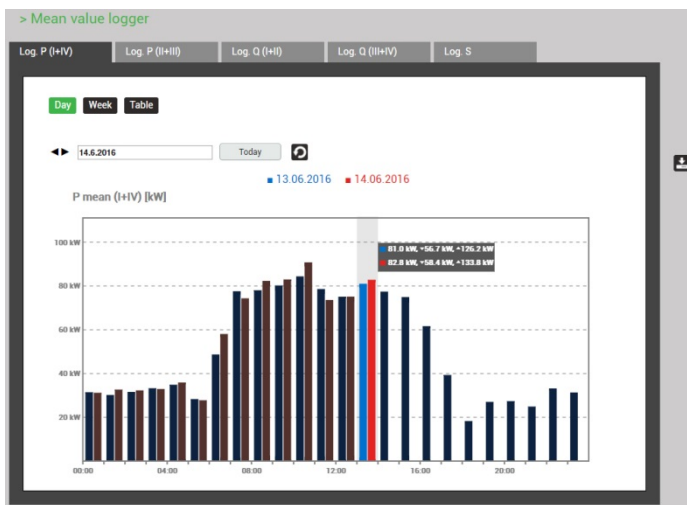 > Mean value logger
Log. P (I+IV) Log. P (II+III) Log. Q (I+II) Log. Q (III+IV) Log. S
Day Week Table
14.6.2016 Today
13.06.2016 14.06.2016
P mean (I+IV) [kW]
100 kW
81.0 kW, 56.7 kW, 126.2 kW
82.8 kW, 58.4 kW, 133.8 kW
80 kW
60 kW
40 kW
20 kW
00:00 04:00 08:00 12:00 16:00 20:00